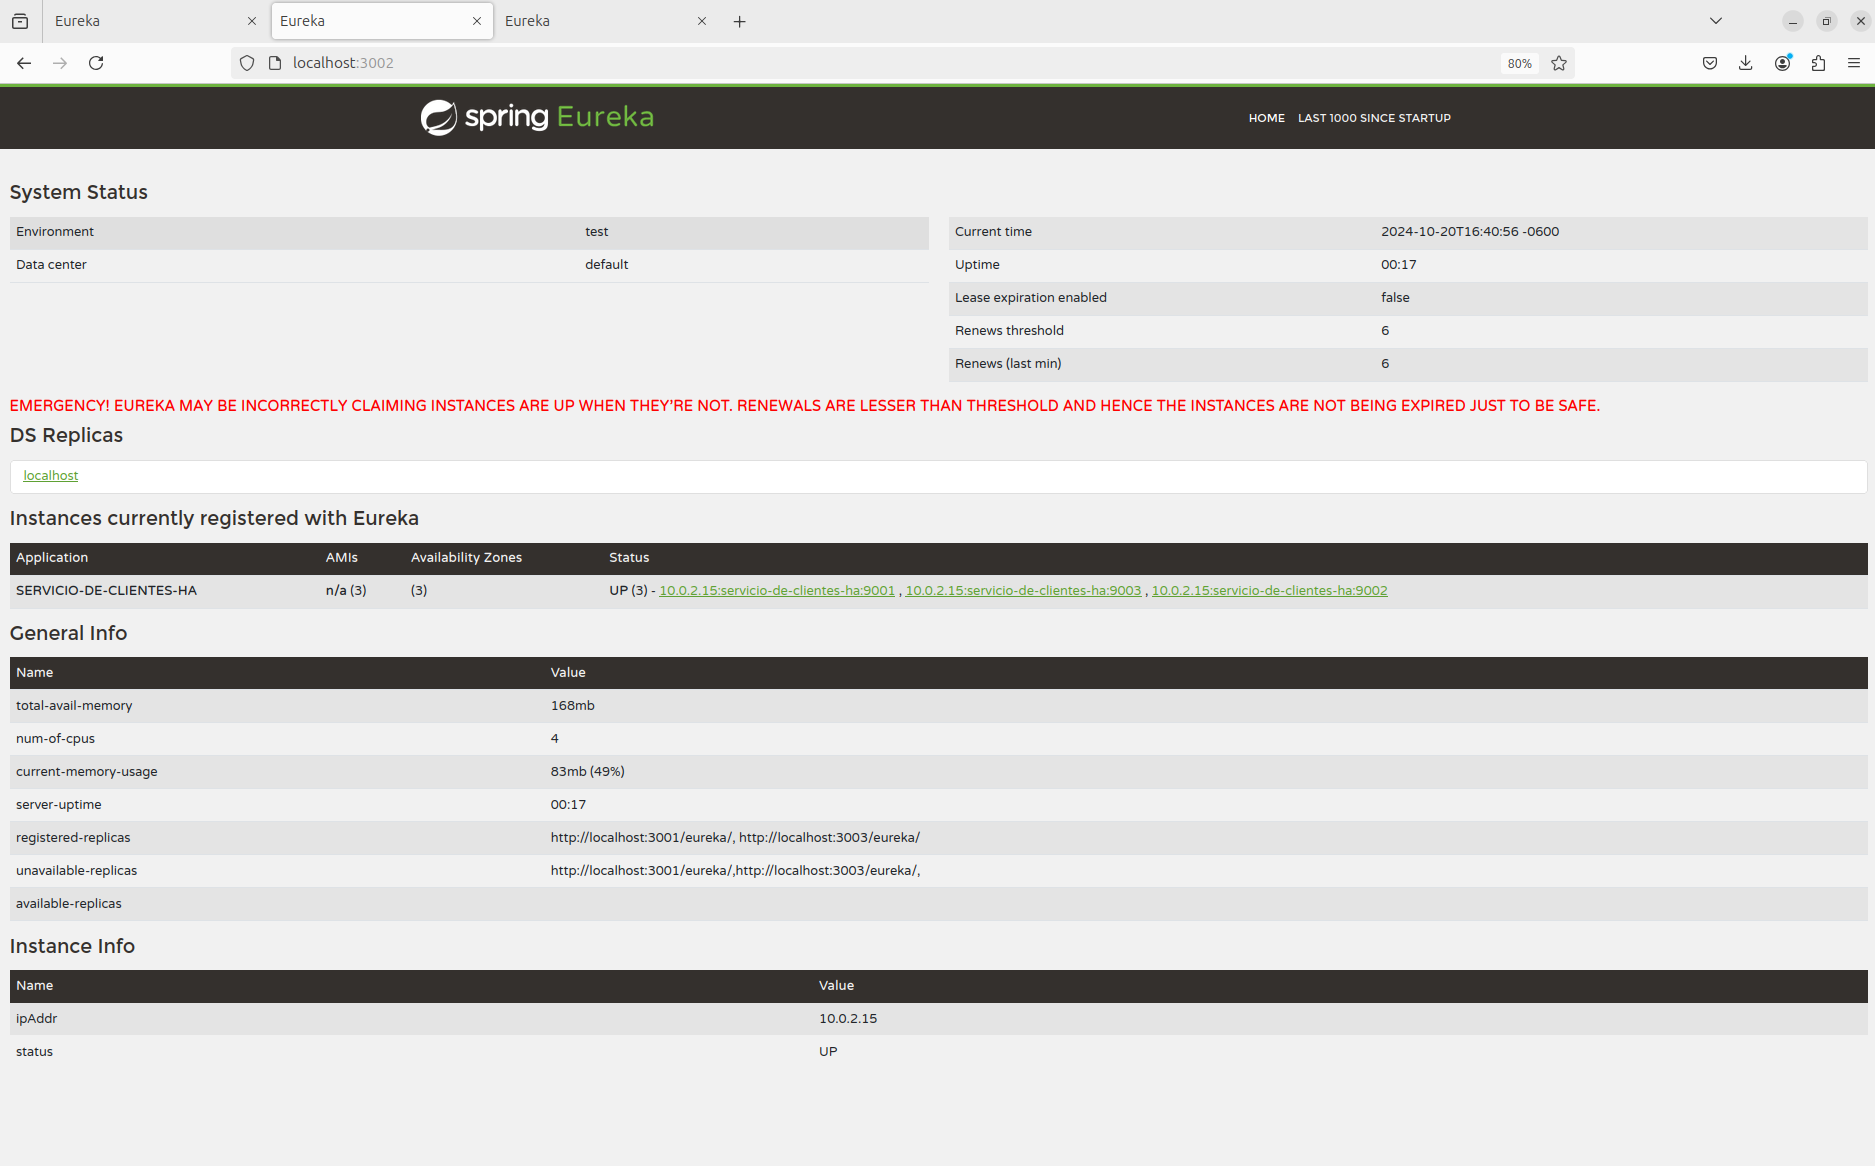 Eureka
Eureka
Eureka
localhost:3002
80%
spring Eureka
HOME LAST 1000 SINCE STARTUP
System Status
Environment test
Data center default
Current time 2024-10-20T16:40:56 -0600
Uptime 00:17
Lease expiration enabled false
Renews threshold 6
Renews (last min) 6
EMERGENCY! EUREKA MAY BE INCORRECTLY CLAIMING INSTANCES ARE UP WHEN THEY'RE NOT. RENEWALS ARE LESSER THAN THRESHOLD AND HENCE THE INSTANCES ARE NOT BEING EXPIRED JUST TO BE SAFE.
DS Replicas
localhost
Instances currently registered with Eureka
Application AMIs Availability Zones Status
SERVICIO-DE-CLIENTES-HA n/a (3) (3) UP (3) - 10.0.2.15:servicio-de-clientes-ha:9001 , 10.0.2.15:servicio-de-clientes-ha:9003 , 10.0.2.15:servicio-de-clientes-ha:9002
General Info
Name Value
total-avail-memory 168mb
num-of-cpus 4
current-memory-usage 83mb (49%)
server-uptime 00:17
registered-replicas http://localhost:3001/eureka/, http://localhost:3003/eureka/
unavailable-replicas http://localhost:3001/eureka/,http://localhost:3003/eureka/,
available-replicas
Instance Info
Name Value
ipAddr 10.0.2.15
status UP